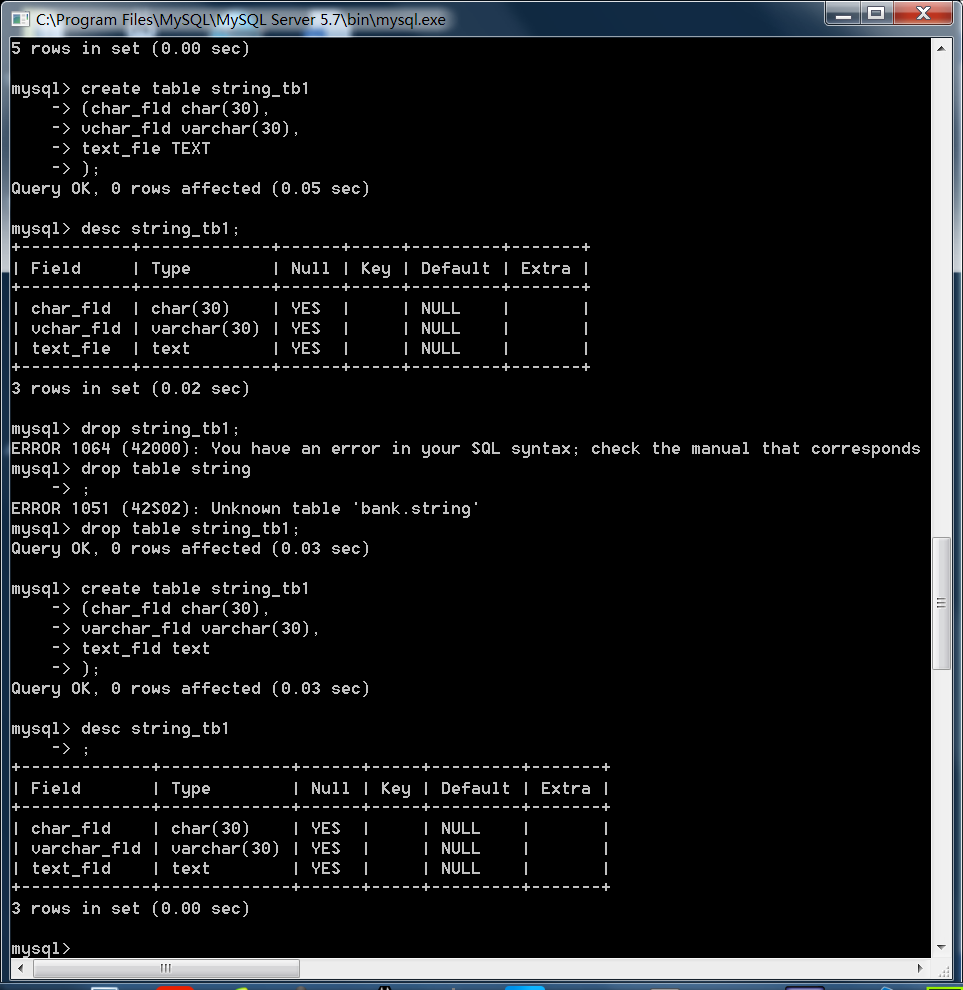 C:\Program Files\MySQL\MySQL Server 5.7\bin\mysql.exe
5 rows in set (0.00 sec)
mysql> create table string_tb1
    -> (char_fld char(30),
    -> vchar_fld varchar(30),
    -> text_fle TEXT
    -> );
Query OK, 0 rows affected (0.05 sec)
mysql> desc string_tb1;
+-----------+-------------+------+-----+---------+-------+
| Field     | Type        | Null | Key | Default | Extra |
+-----------+-------------+------+-----+---------+-------+
| char_fld  | char(30)    | YES  |     | NULL    |       |
| vchar_fld | varchar(30) | YES  |     | NULL    |       |
| text_fle  | text        | YES  |     | NULL    |       |
+-----------+-------------+------+-----+---------+-------+
3 rows in set (0.02 sec)
mysql> drop string_tb1;
ERROR 1064 (42000): You have an error in your SQL syntax; check the manual that corresponds
mysql> drop table string
    -> ;
ERROR 1051 (42S02): Unknown table 'bank.string'
mysql> drop table string_tb1;
Query OK, 0 rows affected (0.03 sec)
mysql> create table string_tb1
    -> (char_fld char(30),
    -> varchar_fld varchar(30),
    -> text_fld text
    -> );
Query OK, 0 rows affected (0.03 sec)
mysql> desc string_tb1
    -> ;
+-------------+-------------+------+-----+---------+-------+
| Field       | Type        | Null | Key | Default | Extra |
+-------------+-------------+------+-----+---------+-------+
| char_fld    | char(30)    | YES  |     | NULL    |       |
| varchar_fld | varchar(30) | YES  |     | NULL    |       |
| text_fld    | text        | YES  |     | NULL    |       |
+-------------+-------------+------+-----+---------+-------+
3 rows in set (0.00 sec)
mysql>